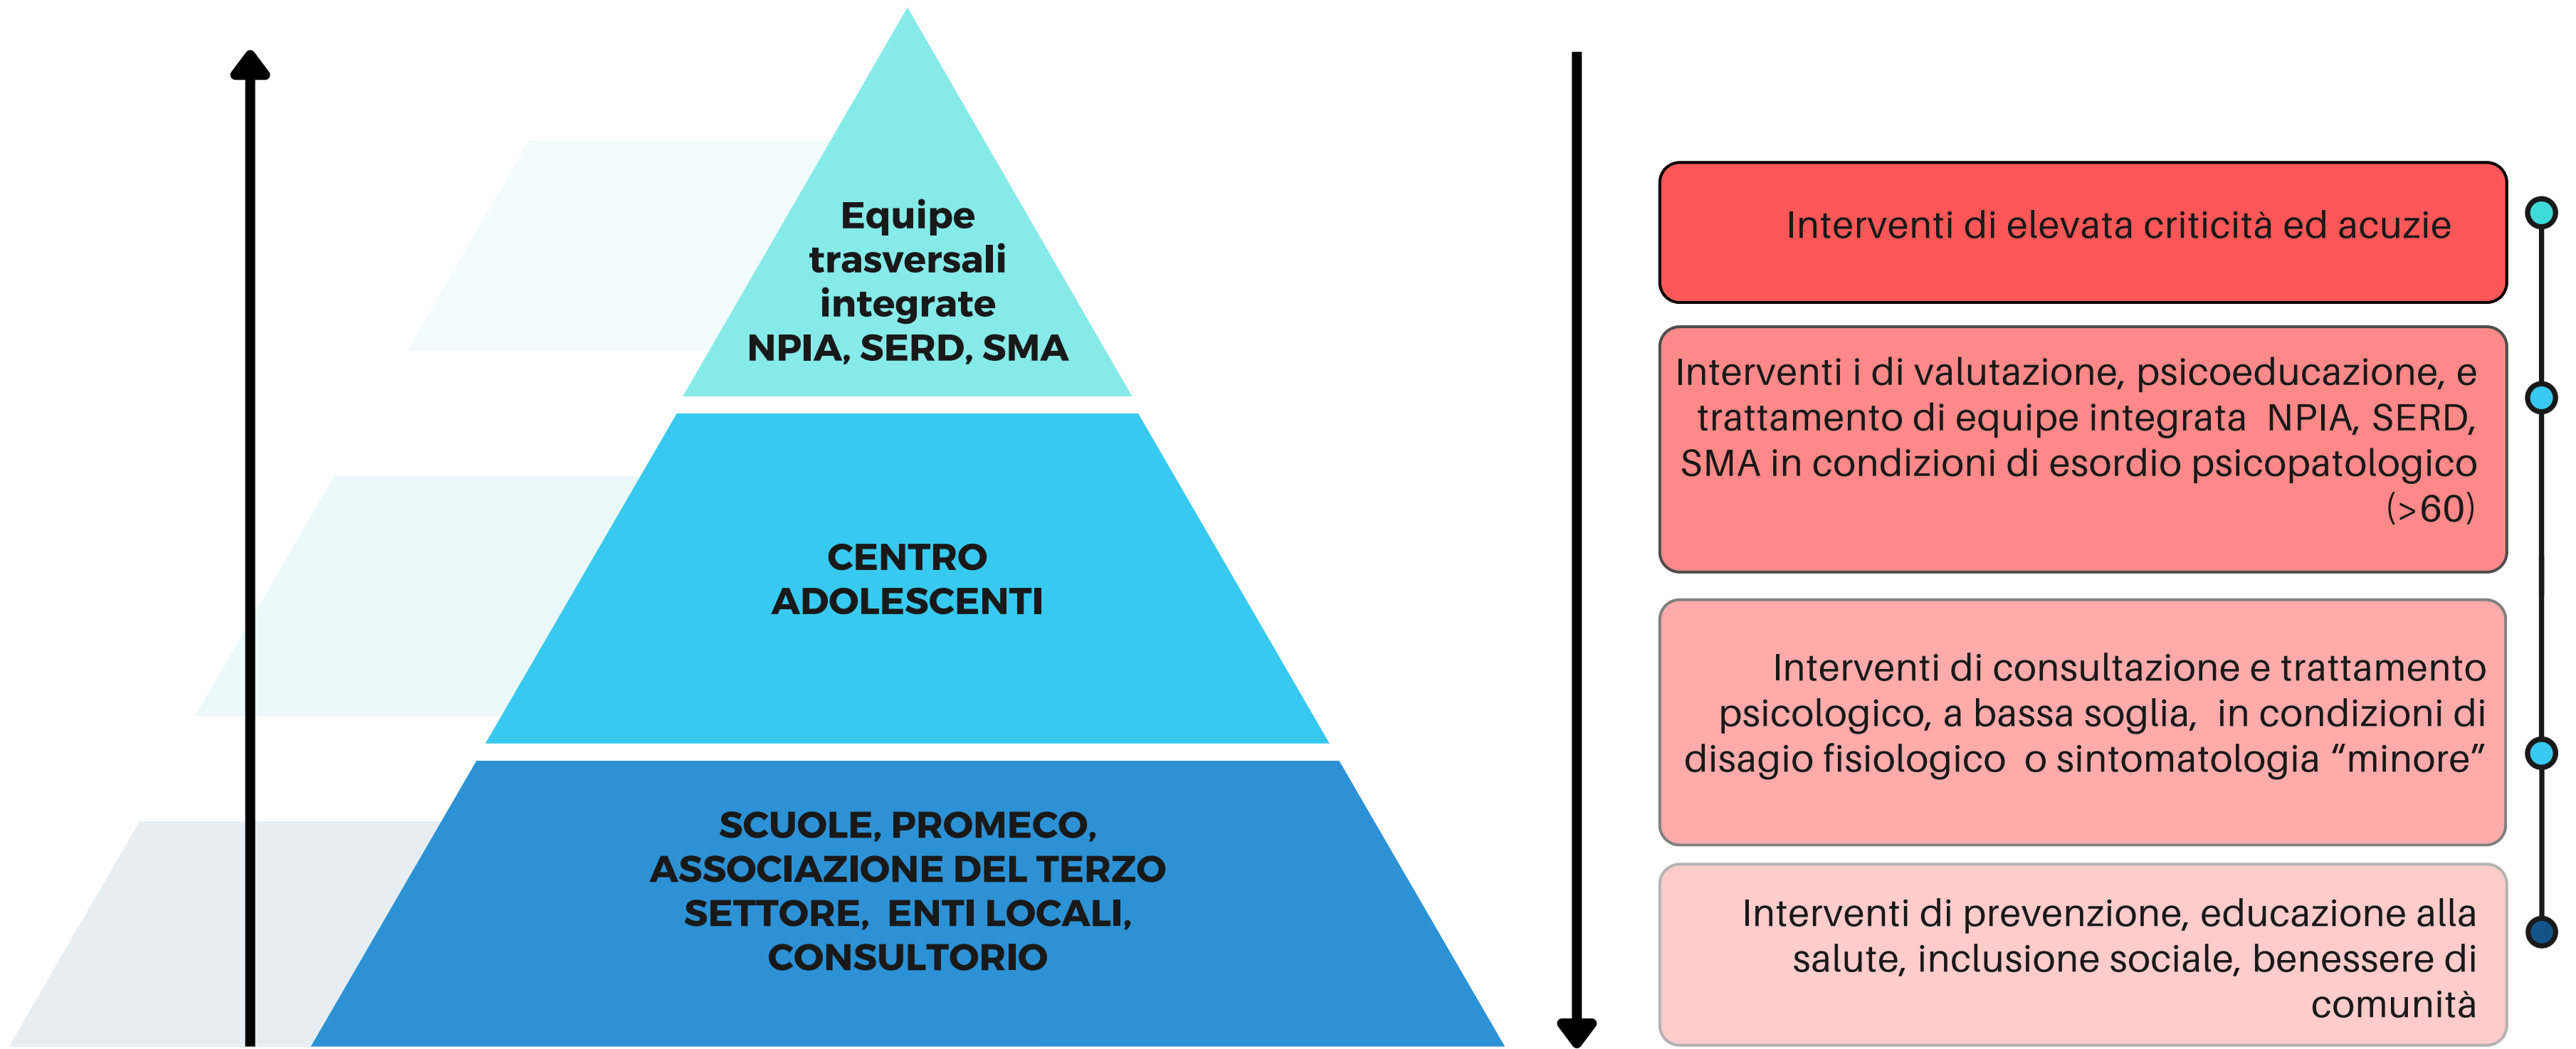 Equipe
trasversali
integrate
NPIA, SERD, SMA
CENTRO
ADOLESCENTI
SCUOLE, PROMECO,
ASSOCIAZIONE DEL TERZO
SETTORE, ENTI LOCALI,
CONSULTORIO
Interventi di elevata criticità ed acuzie
Interventi i di valutazione, psicoeducazione, e
trattamento di equipe integrata NPIA, SERD,
SMA in condizioni di esordio psicopatologico
(>60)
Interventi di consultazione e trattamento
psicologico, a bassa soglia, in condizioni di
disagio fisiologico o sintomatologia “minore”
Interventi di prevenzione, educazione alla
salute, inclusione sociale, benessere di
comunità